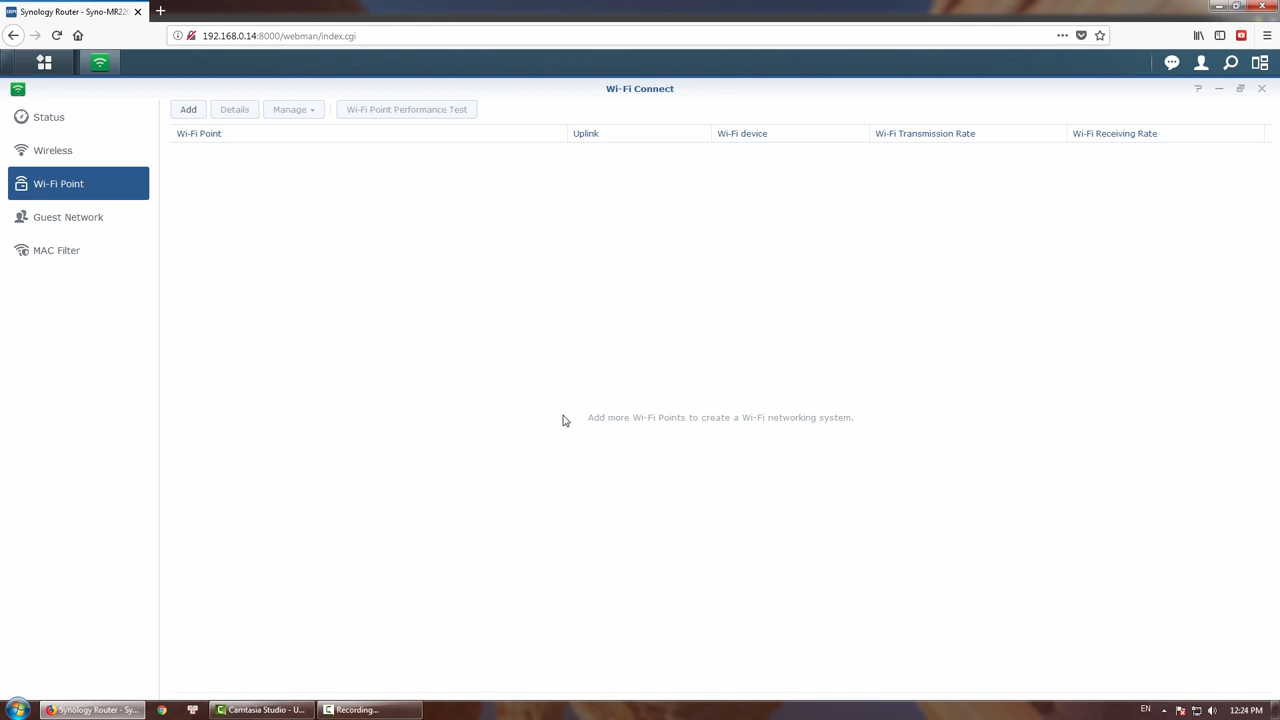 Synology Router - Syno-MR220
192.168.0.14:8000/webman/index.cgi
Wi-Fi Connect
Status
Wireless
Wi-Fi Point
Guest Network
MAC Filter
Add Details Manage Wi-Fi Point Performance Test
Wi-Fi Point Uplink Wi-Fi device Wi-Fi Transmission Rate Wi-Fi Receiving Rate
Add more Wi-Fi Points to create a Wi-Fi networking system.
Synology Router - Sy... Camtasia Studio - U... Recording... EN 12:24 PM